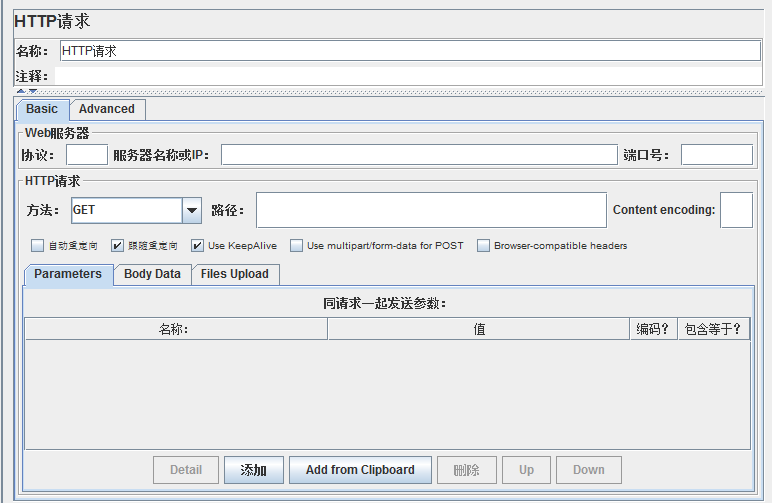 HTTP请求
名称： HTTP请求
注释：
Basic Advanced
Web服务器
协议： 服务器名称或IP： 端口号：
HTTP请求
方法： GET 路径： Content encoding:
自动重定向 跟随重定向 Use KeepAlive Use multipart/form-data for POST Browser-compatible headers
Parameters Body Data Files Upload
同请求一起发送参数：
名称： 值 编码？ 包含等于？
Detail 添加 Add from Clipboard 删除 Up Down